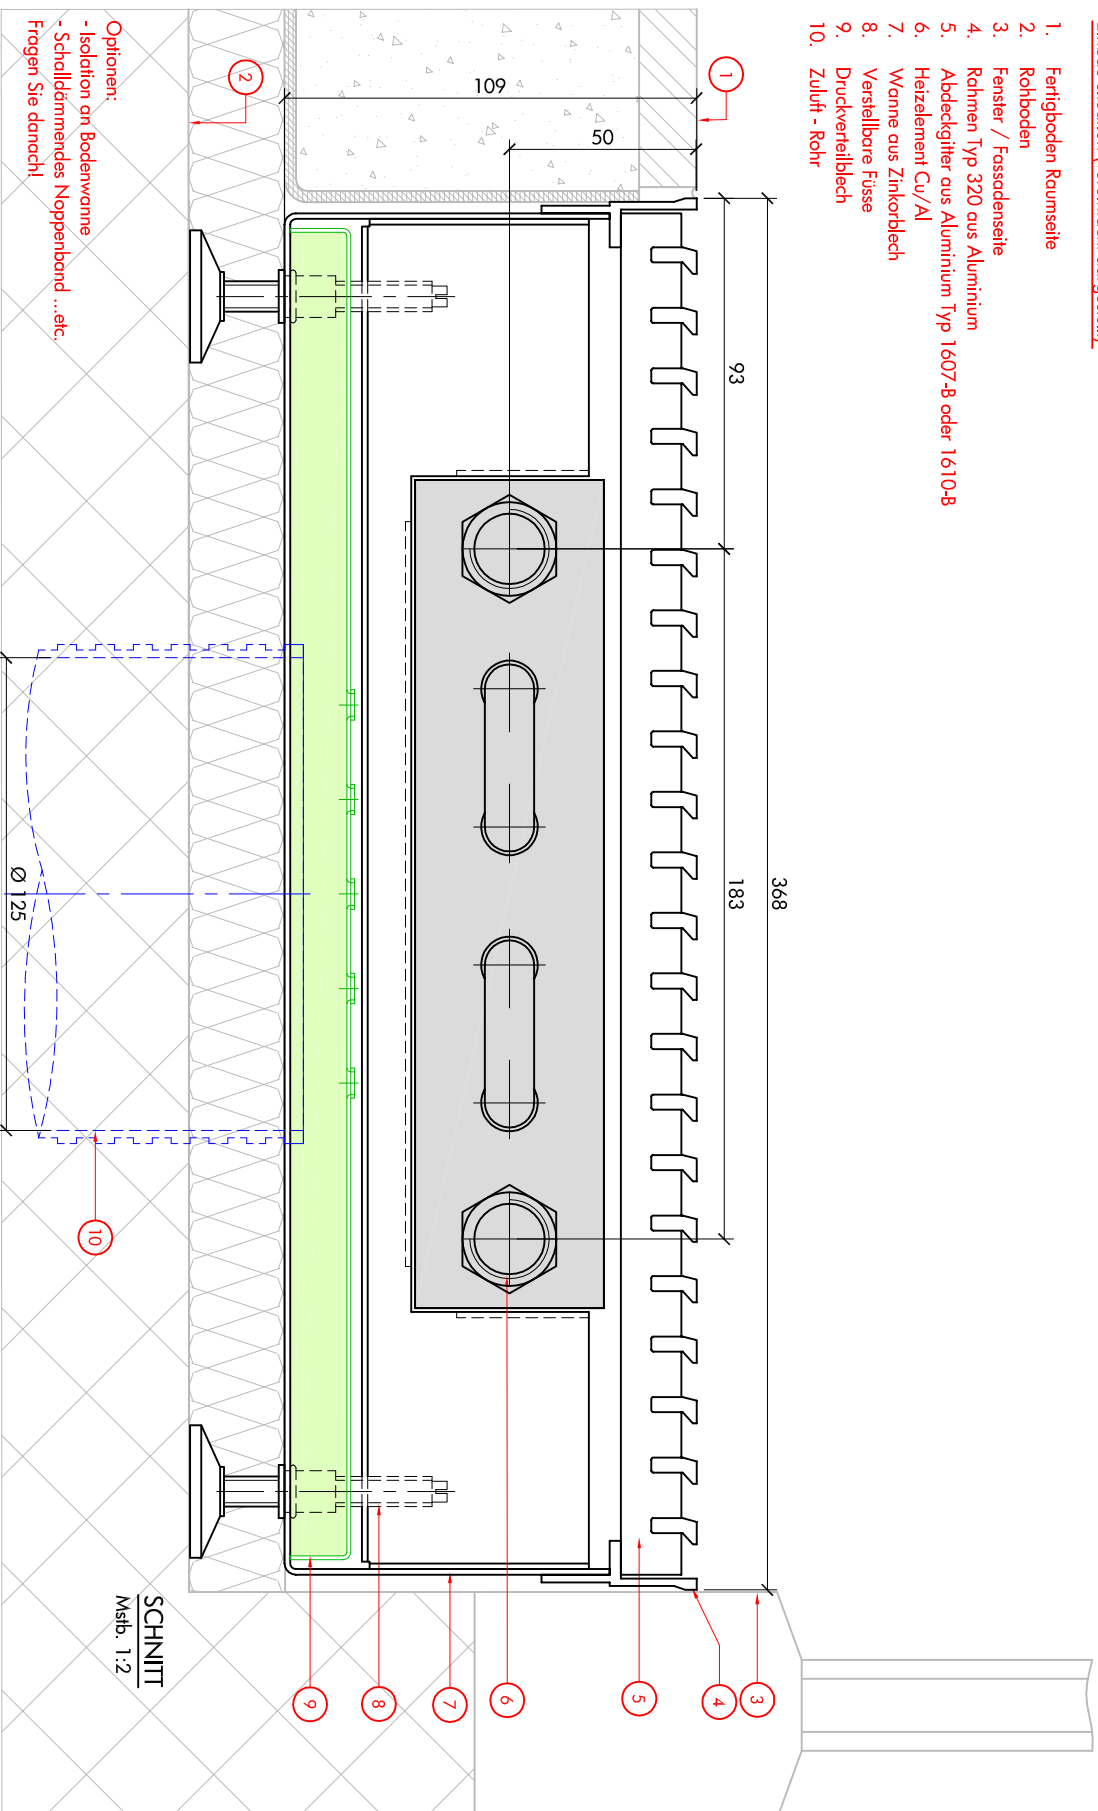 1. Fertigboden Raumseite
2. Rohboden
3. Fenster / Fassadenseite
4. Rahmen Typ 320 aus Aluminium
5. Abdeckgitter aus Aluminium Typ 1607-B oder 1610-B
6. Heizelement Cu/Al
7. Wanne aus Zinkorblech
8. Verstellbare Füsse
9. Druckverteilblech
10. Zuluft - Rohr
368
93
183
1
50
109
2
3
4
5
6
7
8
9
10
Ø 125
Optionen:
- Isolation an Bodenwanne
- Schalldämmendes Noppenband ...etc.
Fragen Sie danach!
SCHNITT
Mstb. 1:2